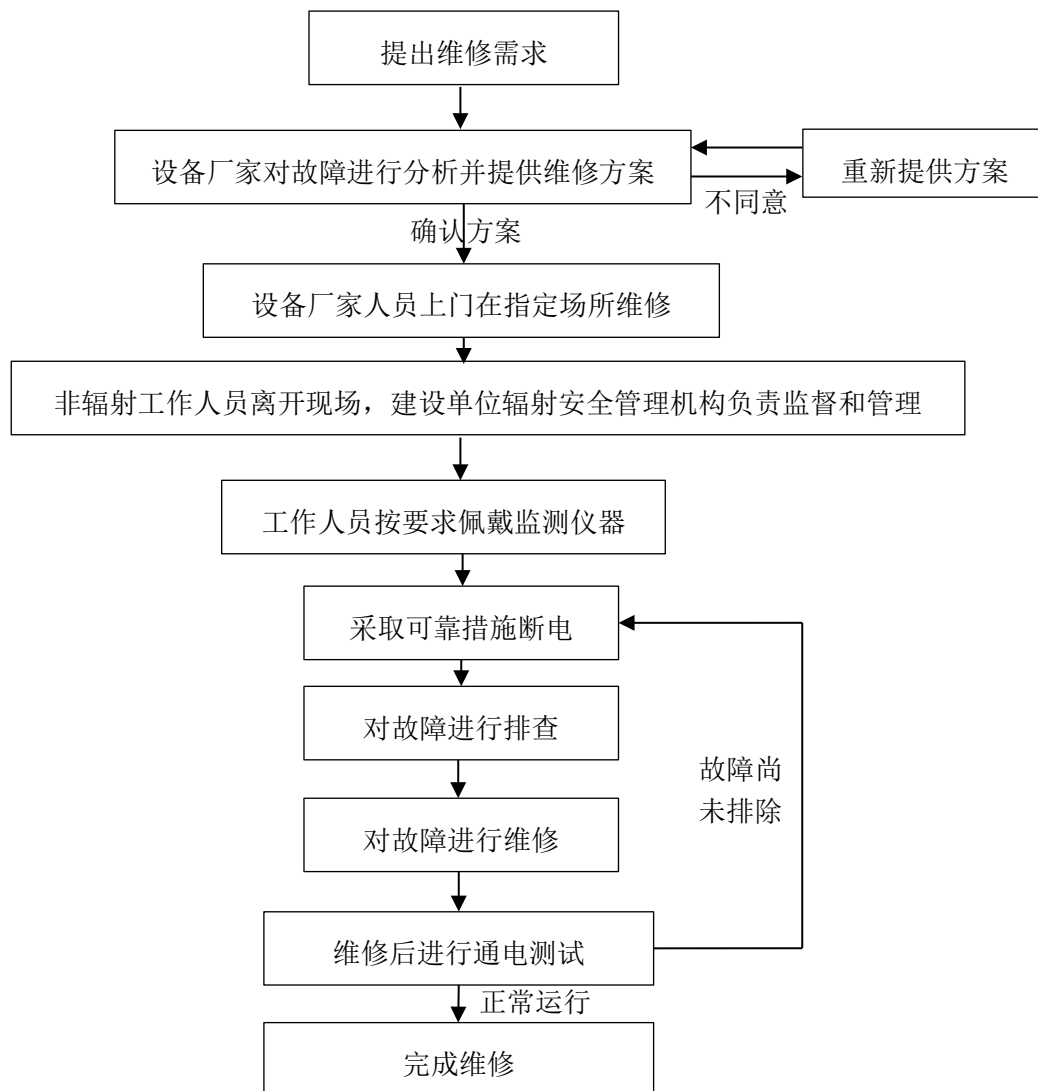 提出维修需求
设备厂家对故障进行分析并提供维修方案
重新提供方案
不同意
确认方案
设备厂家人员上门在指定场所维修
非辐射工作人员离开现场，建设单位辐射安全管理机构负责监督和管理
工作人员按要求佩戴监测仪器
采取可靠措施断电
对故障进行排查
故障尚
未排除
对故障进行维修
维修后进行通电测试
正常运行
完成维修